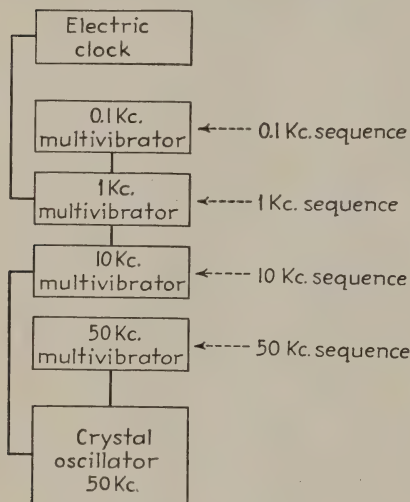 Electric
clock
0.1 Kc.
multivibrator
0.1 Kc. sequence
1 Kc.
multivibrator
1 Kc. sequence
10 Kc.
multivibrator
10 Kc. sequence
50 Kc.
multivibrator
50 Kc. sequence
Crystal
oscillator
50 Kc.